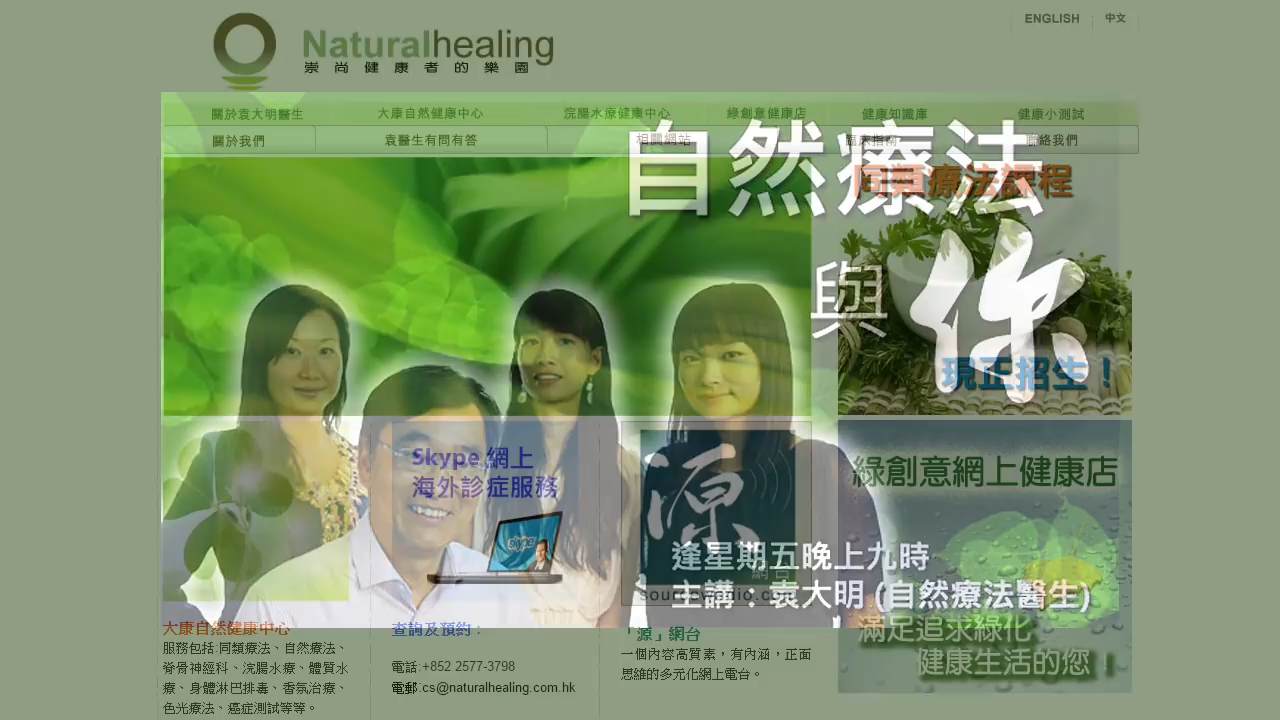 ENGLISH 中文
Naturalhealing
崇尚健康者的樂園
關於袁大明醫生 大康自然健康中心 浣腸水療健康中心 綠創意健康店 健康知識庫 健康小測試
關於我們 袁醫生有問有答 相關網站 臨床指南 聯絡我們
自然療法
同類療法課程
與你
現正招生！
Skype 網上
海外診症服務
skype
源
綠創意網上健康店
逢星期五晚上九時
網台
主講：袁大明 (自然療法醫生)
滿足追求綠化
健康生活的您！
大康自然健康中心
服務包括:同類療法、自然療法、
脊骨神經科、浣腸水療、體質水
療、身體淋巴排毒、香薰治療、
色光療法、癌症測試等等。
查詢及預約：
電話:+852 2577-3798
電郵:cs@naturalhealing.com.hk
「源」網台
一個內容高質素，有內涵，正面
思維的多元化網上電台。